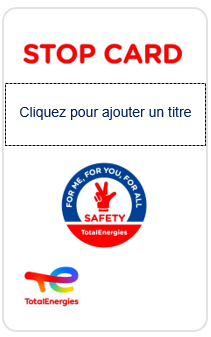 STOP CARD
Cliquez pour ajouter un titre
FOR ME, FOR YOU, FOR ALL
SAFETY
TotalEnergies
TotalEnergies